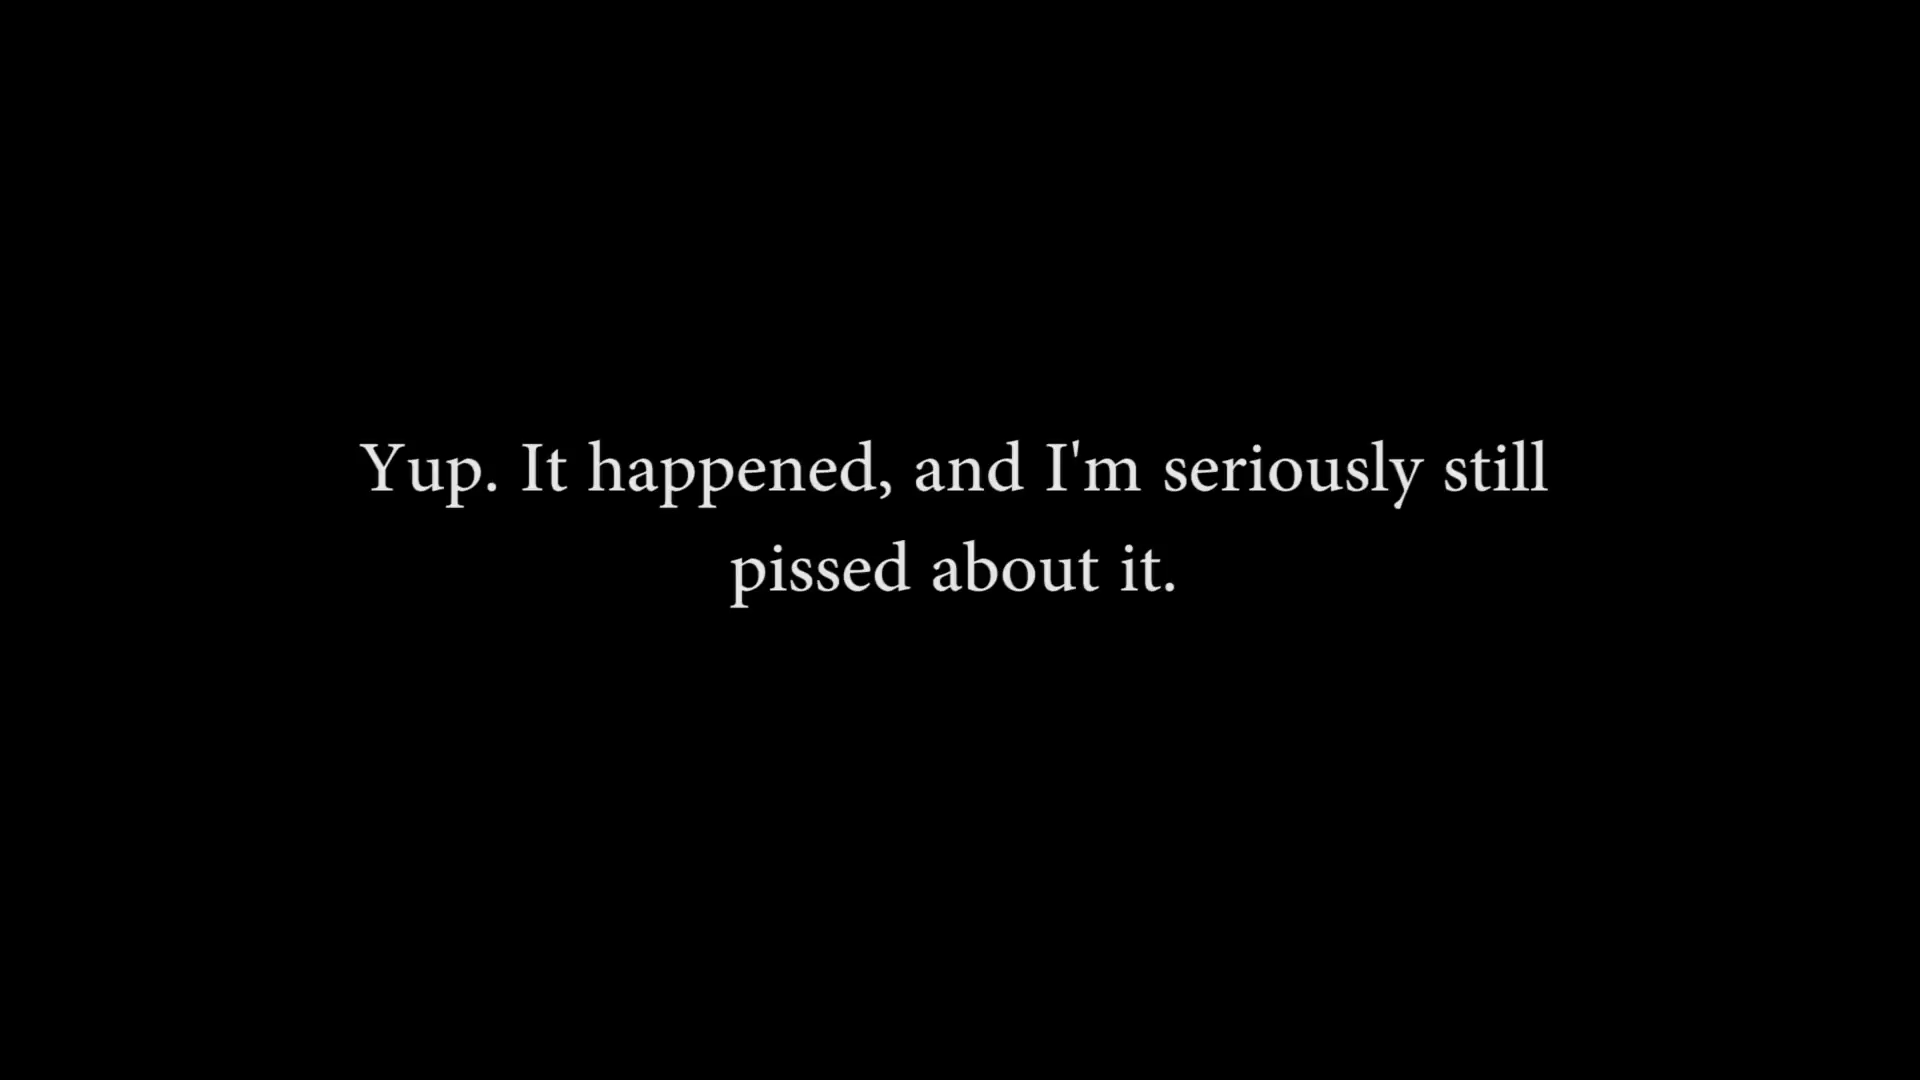 Yup. It happened, and I'm seriously still
pissed about it.